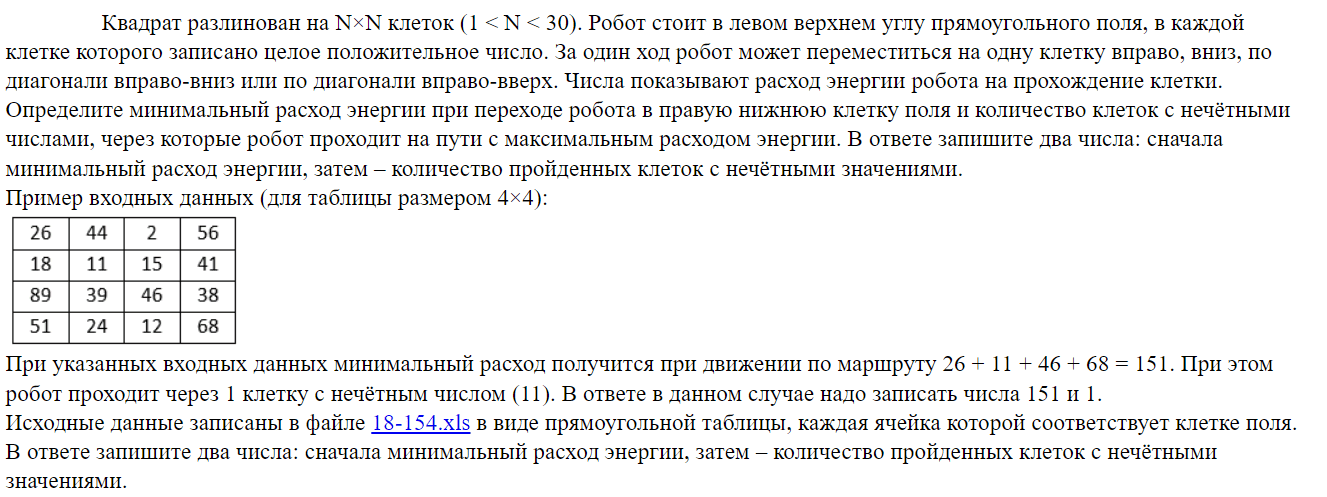 Квадрат разлинован на N×N клеток (1 < N < 30). Робот стоит в левом верхнем углу прямоугольного поля, в каждой
клетке которого записано целое положительное число. За один ход робот может переместиться на одну клетку вправо, вниз, по
диагонали вправо-вниз или по диагонали вправо-вверх. Числа показывают расход энергии робота на прохождение клетки.
Определите минимальный расход энергии при переходе робота в правую нижнюю клетку поля и количество клеток с нечётными
числами, через которые робот проходит на пути с максимальным расходом энергии. В ответе запишите два числа: сначала
минимальный расход энергии, затем – количество пройденных клеток с нечётными значениями.
Пример входных данных (для таблицы размером 4×4):
26 44 2 56
18 11 15 41
89 39 46 38
51 24 12 68
При указанных входных данных минимальный расход получится при движении по маршруту 26 + 11 + 46 + 68 = 151. При этом
робот проходит через 1 клетку с нечётным числом (11). В ответе в данном случае надо записать числа 151 и 1.
Исходные данные записаны в файле 18-154.xls в виде прямоугольной таблицы, каждая ячейка которой соответствует клетке поля.
В ответе запишите два числа: сначала минимальный расход энергии, затем – количество пройденных клеток с нечётными
значениями.